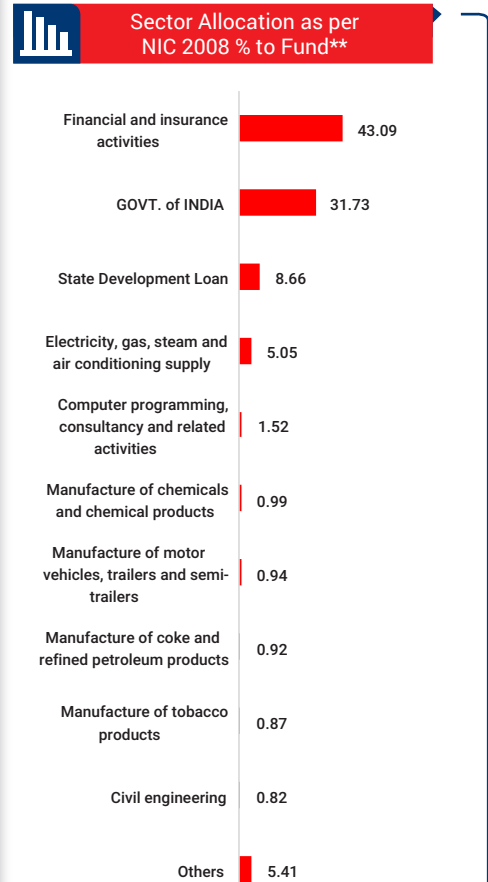 Sector Allocation as per
NIC 2008 % to Fund**
Financial and insurance
activities
43.09
GOVT. of INDIA
31.73
State Development Loan
8.66
Electricity, gas, steam and
air conditioning supply
5.05
Computer programming,
consultancy and related
activities
1.52
Manufacture of chemicals
and chemical products
0.99
Manufacture of motor
vehicles, trailers and semi-
trailers
0.94
Manufacture of coke and
refined petroleum products
0.92
Manufacture of tobacco
products
0.87
Civil engineering
0.82
Others
5.41